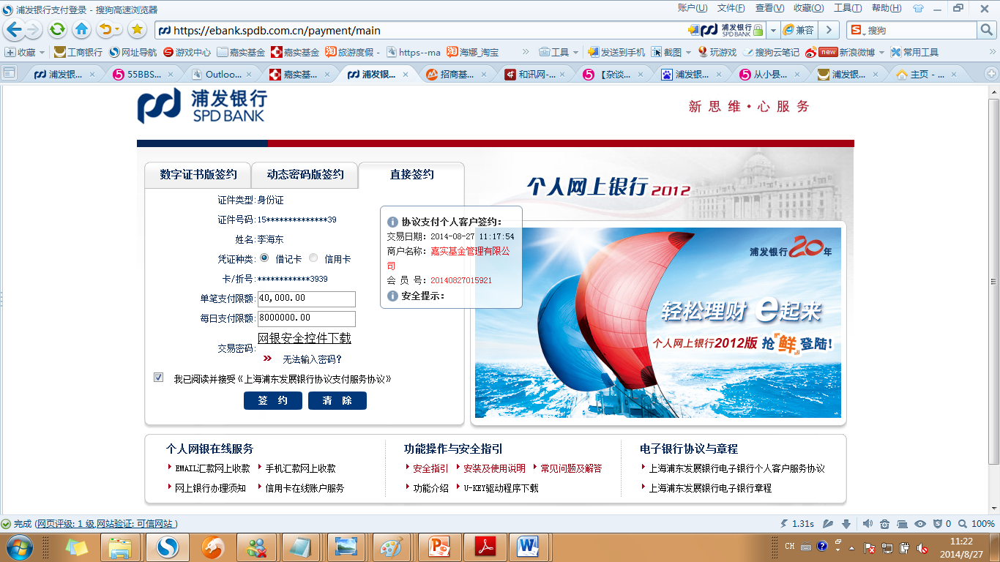 浦发银行支付登录 - 搜狗高速浏览器
账户(U) 文件(F) 查看(V) 收藏(O) 工具(T) 帮助(H)
https://ebank.spdb.com.cn/payment/main
浦发银行 SPD BANK
兼容
搜狗
收藏 工商银行 网址导航 游戏中心 嘉实基金 嘉实基金 旅游度假 - https--ma 海娜_淘宝 » 工具 发送到手机 截图 玩游戏 搜狗云笔记 new 新浪微博 常用工具
浦发银... 55BBS... Outloo... 嘉实基... 浦发银... 招商基... 和讯网-... 【杂谈... 浦发银... 从小县... 浦发银... 主页 - ...
浦发银行
SPD BANK
新思维·心服务
数字证书版签约 动态密码版签约 直接签约
证件类型:身份证
证件号码:15**************39
姓名:李海东
凭证种类: 借记卡 信用卡
卡/折号:************3939
单笔支付限额:40,000.00
每日支付限额:8000000.00
交易密码:网银安全控件下载
无法输入密码?
我已阅读并接受《上海浦东发展银行协议支付服务协议》
签 约 清 除
协议支付个人客户签约:
交易日期: 2014-08-27 11:17:54
商户名称: 嘉实基金管理有限公
司
会 员 号: 20140827015921
安全提示:
个人网上银行2012
浦发银行20年
轻松理财 e起来
个人网上银行2012版 抢『鲜』登陆!
个人网银在线服务
EMAIL汇款网上收款 手机汇款网上收款
网上银行办理须知 信用卡在线账户服务
功能操作与安全指引
安全指引 安装及使用说明 常见问题及解答
功能介绍 U-KEY驱动程序下载
电子银行协议与章程
上海浦东发展银行电子银行个人客户服务协议
上海浦东发展银行电子银行章程
完成 (网页评级: 1 级,网站验证: 可信网站 )
1.31s 0 100%
CH
11:22
2014/8/27